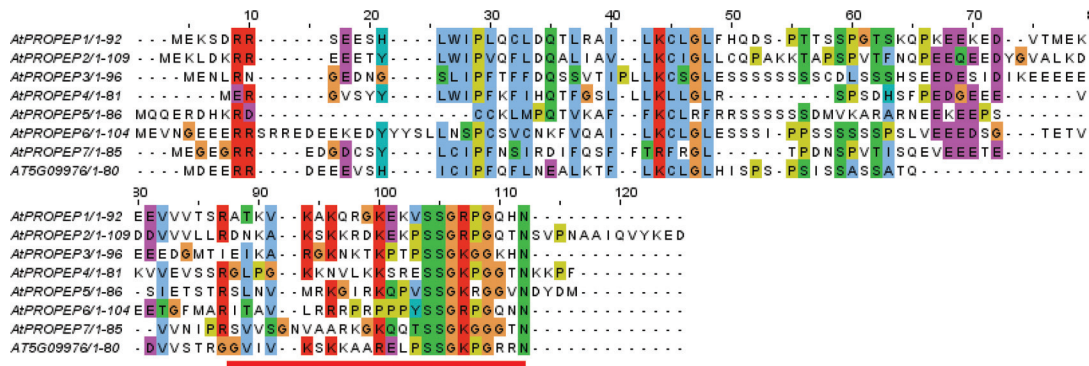 10 20 30 40 50 60 70
AtPROPEP1/1-92 ----MEKSDRR------SEESH----LWIPLQCLDQTLRAI--LKCLGLFHQDS-PTTSSPGTSKQPKEEKED-VTMEK
AtPROPEP2/1-109 ----MEKLDKRR-----EEETY----LWIPVQFLDQALIAV--LKCIGLLCQPAKKTAPSPVTFNQPEEQEEDYGVALKD
AtPROPEP3/1-96 ----MENLRN------GEDNG----SLIPFTFFDQSSVTIPLLKCSGLESSSSSSSSCDLSSSHSEEDESIDIKEEEEE
AtPROPEP4/1-81 -------MER------GVSYY----LWIPFKFIHQTFGSL-LLKLLGLR--------SPSDHSFPEDGEEE-----V
AtPROPEP5/1-86 --MQQERDHKRD----------------CCKLMPQTVKAF--FKCLRFRRSSSSSSDMVKARARNEEKEEPS----
AtPROPEP6/1-104 MEVNGEEERRSRREDEEKEDYYYSLLNSPCSVCNKFVQAI--LKCLGLESSSI-PPSSSSSSPSLVEEEDSG---TETV
AtPROPEP7/1-85 ----MEGEGRR-----EDGDCSY----LCIPFNSIRDIFQSF--FTRFRGL-----TPDNSPVTISQEVEEETE----
AT5G09976/1-80 ----MDEERR-----DEEEVSH----ICIPFQFLNEALKTF--LKCLGLHISPS-PSISSASSATQ-----------
80 90 100 110 120
AtPROPEP1/1-92 EEVVVTSRATKV--KAKQRGKEKVSSGRPGQHN-------------
AtPROPEP2/1-109 DDVVVLLRDNKA--KSKKRDKEKPSSGRPGQTNSVPNAAIQVYKED
AtPROPEP3/1-96 EEEDGMTIEIKA--RGKNKTKPTPSSGKGGKHN-------------
AtPROPEP4/1-81 KVVEVSSRGLPG--KKNVLKKSRESSGKPGGTNKKPF---------
AtPROPEP5/1-86 -SIETSTRSLNV--MRKGIRKQPVSSGKRGGVNDYDM---------
AtPROPEP6/1-104 EETGFMARITAV--LRRRPRPPPYSSGRPGQNN-------------
AtPROPEP7/1-85 --VVNIPRSVVSGNVAARKGKQQTSSGKGGGTN-------------
AT5G09976/1-80 -DVVSTRGGVIV--KSKKAARELPSSGKPGRRN-------------